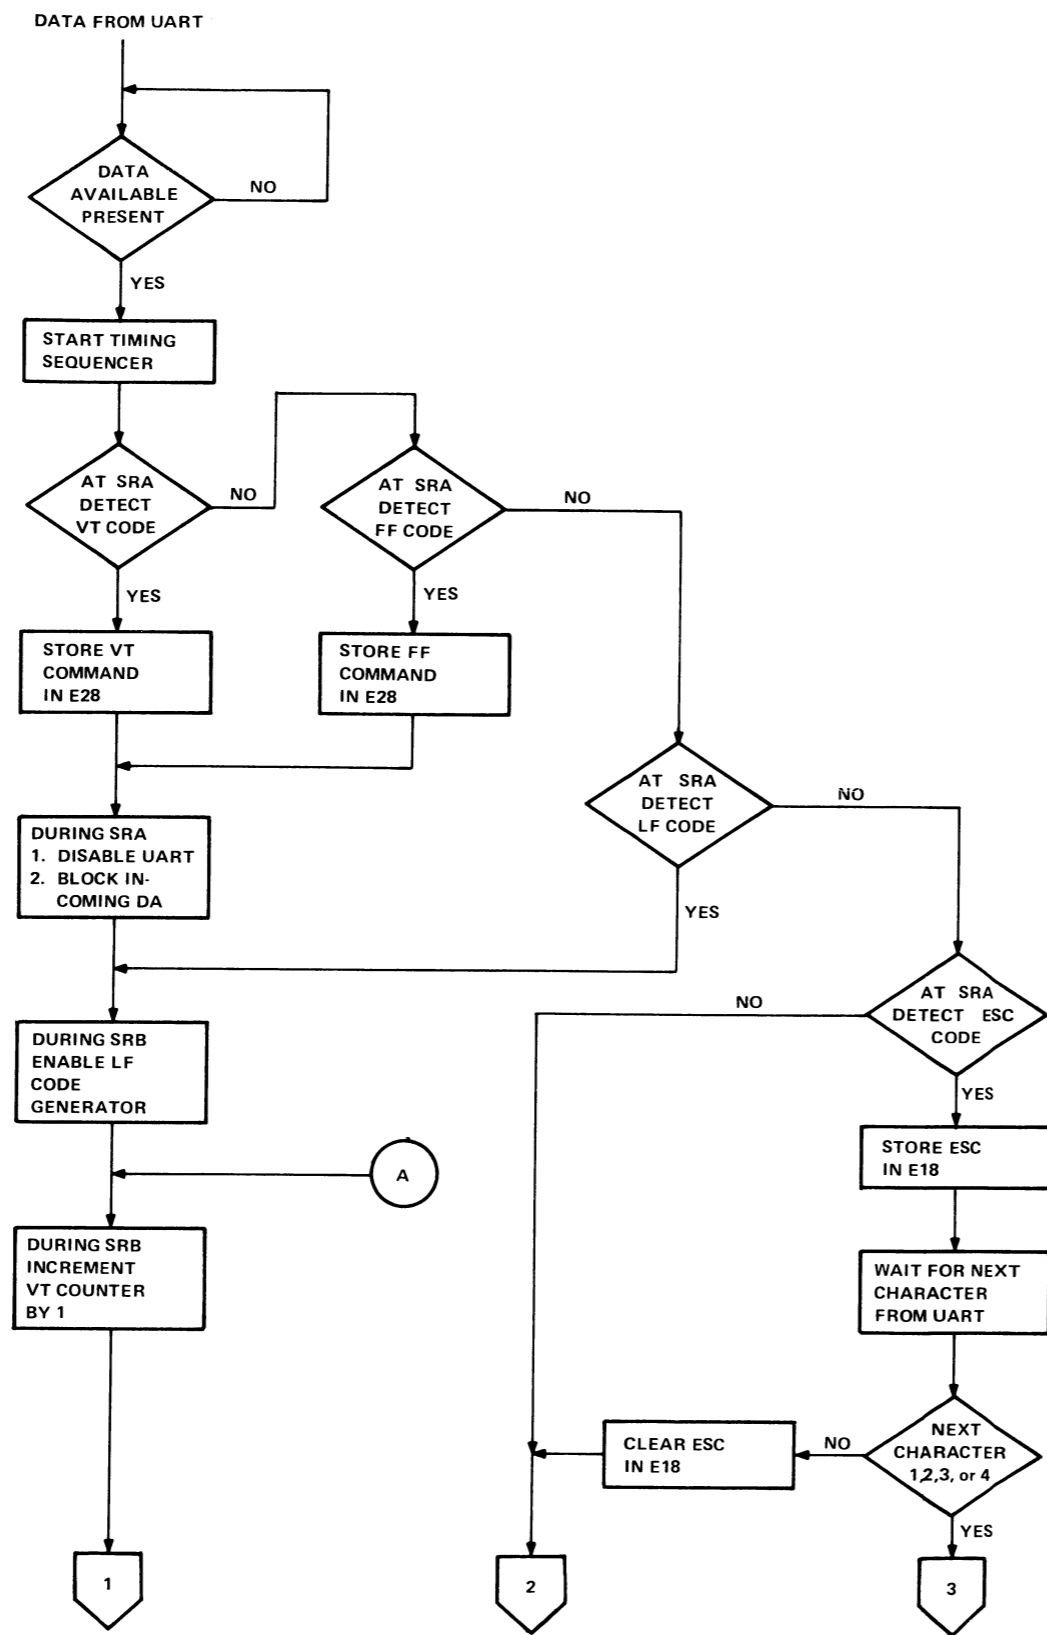 DATA FROM UART
DATA
AVAILABLE
PRESENT
NO
YES
START TIMING
SEQUENCER
AT SRA
DETECT
VT CODE
NO
YES
AT SRA
DETECT
FF CODE
NO
YES
STORE VT
COMMAND
IN E28
STORE FF
COMMAND
IN E28
AT SRA
DETECT
LF CODE
NO
YES
DURING SRA
1. DISABLE UART
2. BLOCK IN-
COMING DA
AT SRA
DETECT ESC
CODE
NO
YES
DURING SRB
ENABLE LF
CODE
GENERATOR
STORE ESC
IN E18
A
DURING SRB
INCREMENT
VT COUNTER
BY 1
WAIT FOR NEXT
CHARACTER
FROM UART
NEXT
CHARACTER
1,2,3, or 4
NO
YES
CLEAR ESC
IN E18
1
2
3